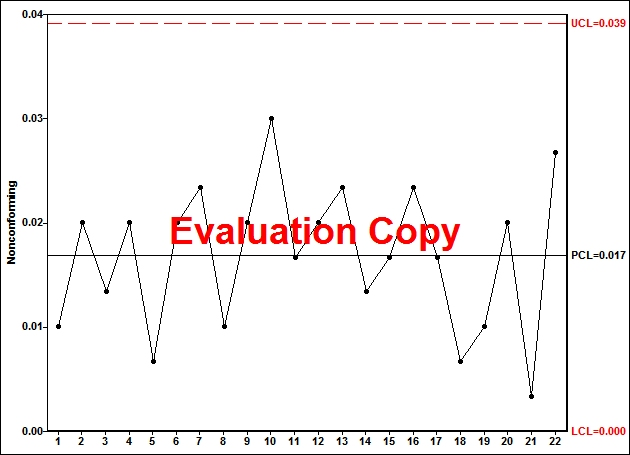 0.04
UCL=0.039
0.03
Nonconforming
0.02
Evaluation Copy
PCL=0.017
0.01
0.00
LCL=0.000
1 2 3 4 5 6 7 8 9 10 11 12 13 14 15 16 17 18 19 20 21 22